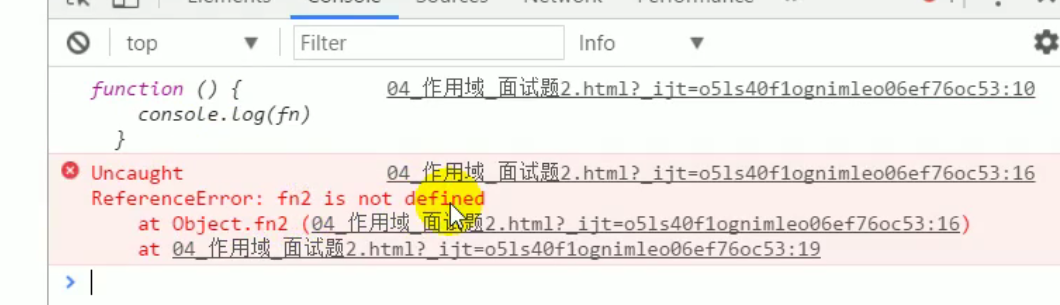 Elements Console Sources Network Performance »
top Filter Info
function () { 04_作用域_面试题2.html?_ijt=o5ls40f1ognimleo06ef76oc53:10
console.log(fn)
}
Uncaught 04_作用域_面试题2.html?_ijt=o5ls40f1ognimleo06ef76oc53:16
ReferenceError: fn2 is not defined
at Object.fn2 (04_作用域_面试题2.html?_ijt=o5ls40f1ognimleo06ef76oc53:16)
at 04_作用域_面试题2.html?_ijt=o5ls40f1ognimleo06ef76oc53:19
>